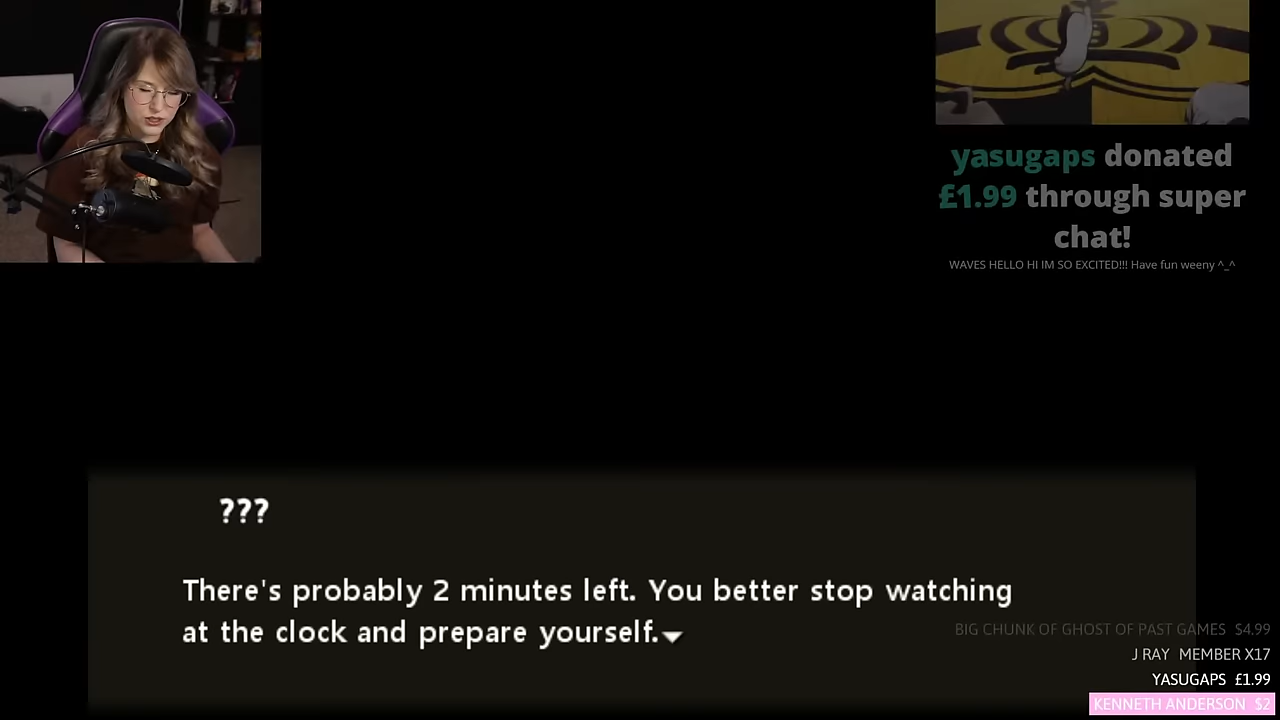 yasugaps donated
£1.99 through super
chat!
WAVES HELLO HI IM SO EXCITED!!! Have fun weeny ^_^
???
There's probably 2 minutes left. You better stop watching
at the clock and prepare yourself.
BIG CHUNK OF GHOST OF PAST GAMES $4.99
J RAY MEMBER X17
YASUGAPS £1.99
KENNETH ANDERSON $2